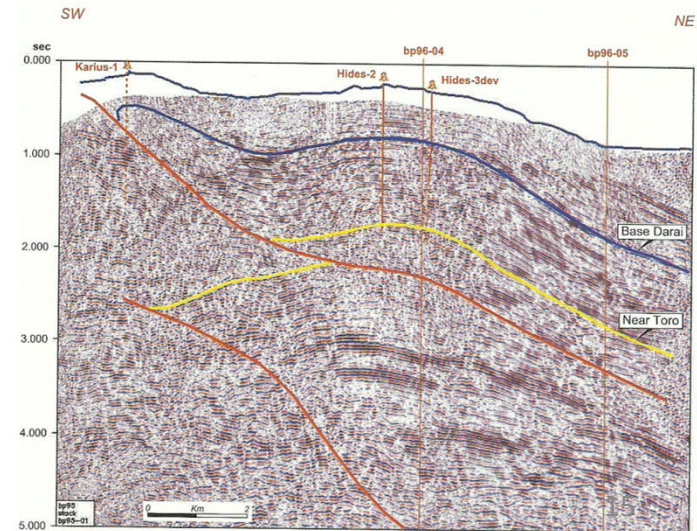 SW
NE
sec
bp96-04
bp96-05
0.000
Karius-1
Hides-2
Hides-3dev
1.000
Base Darai
2.000
Near Toro
3.000
4.000
bp95
0 Km 2
5.000